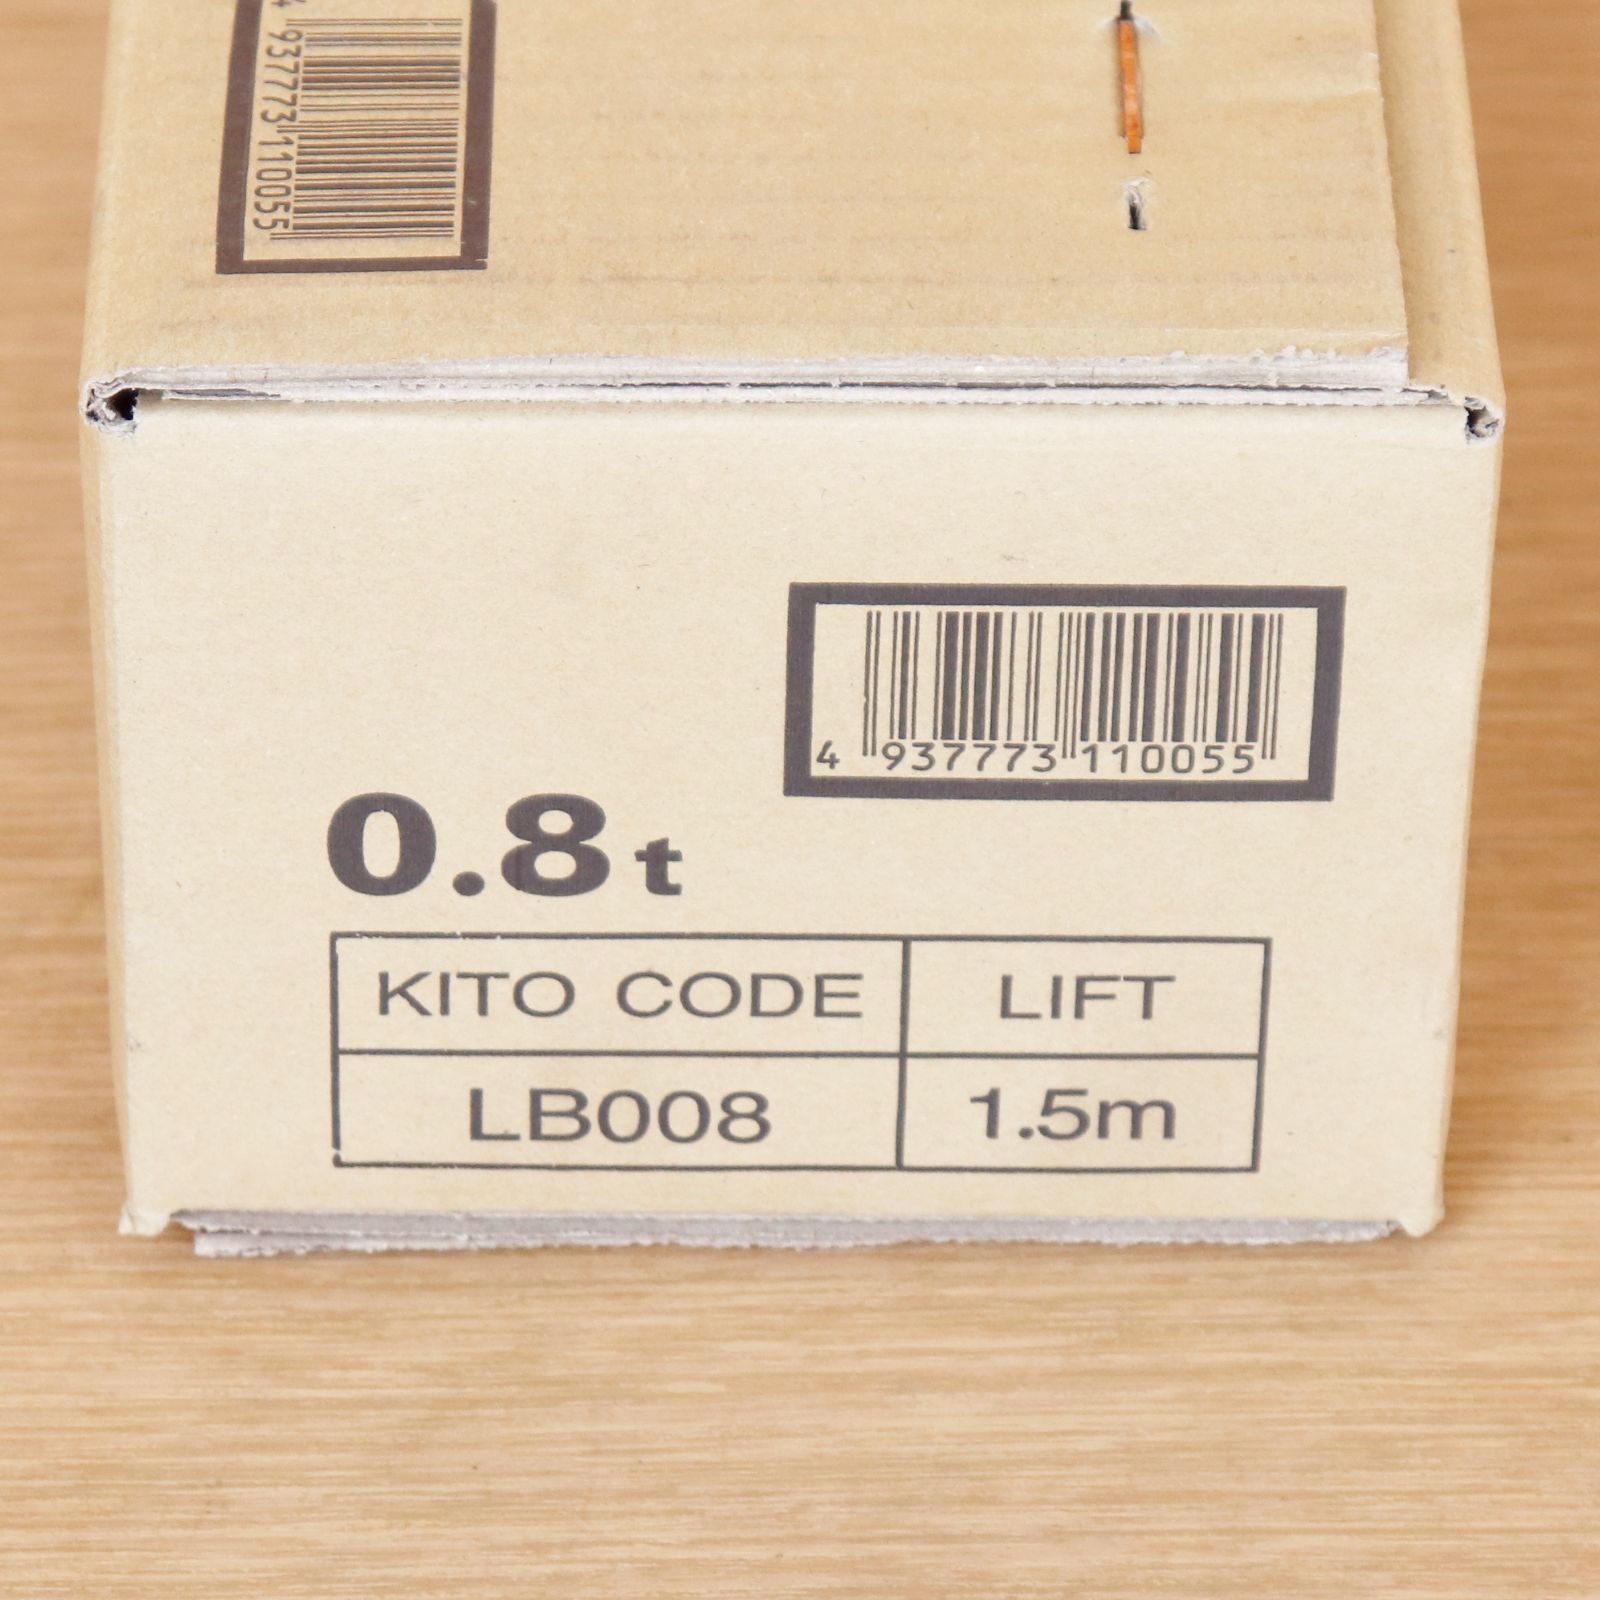 4 937773 110055
4 937773 110055
0.8t
KITO CODE LIFT
LB008 1.5m